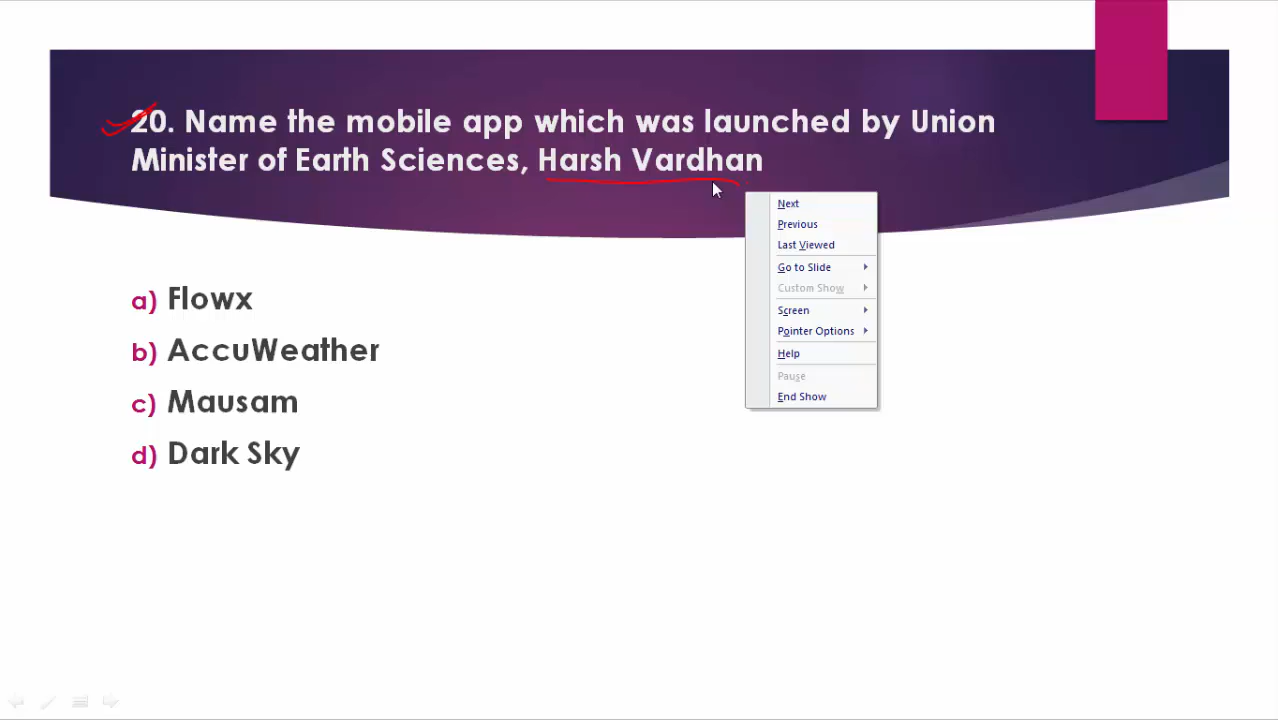 20. Name the mobile app which was launched by Union
Minister of Earth Sciences, Harsh Vardhan
Next
Previous
Last Viewed
Go to Slide
Custom Show
Screen
Pointer Options
Help
Pause
End Show
a) Flowx
b) AccuWeather
c) Mausam
d) Dark Sky